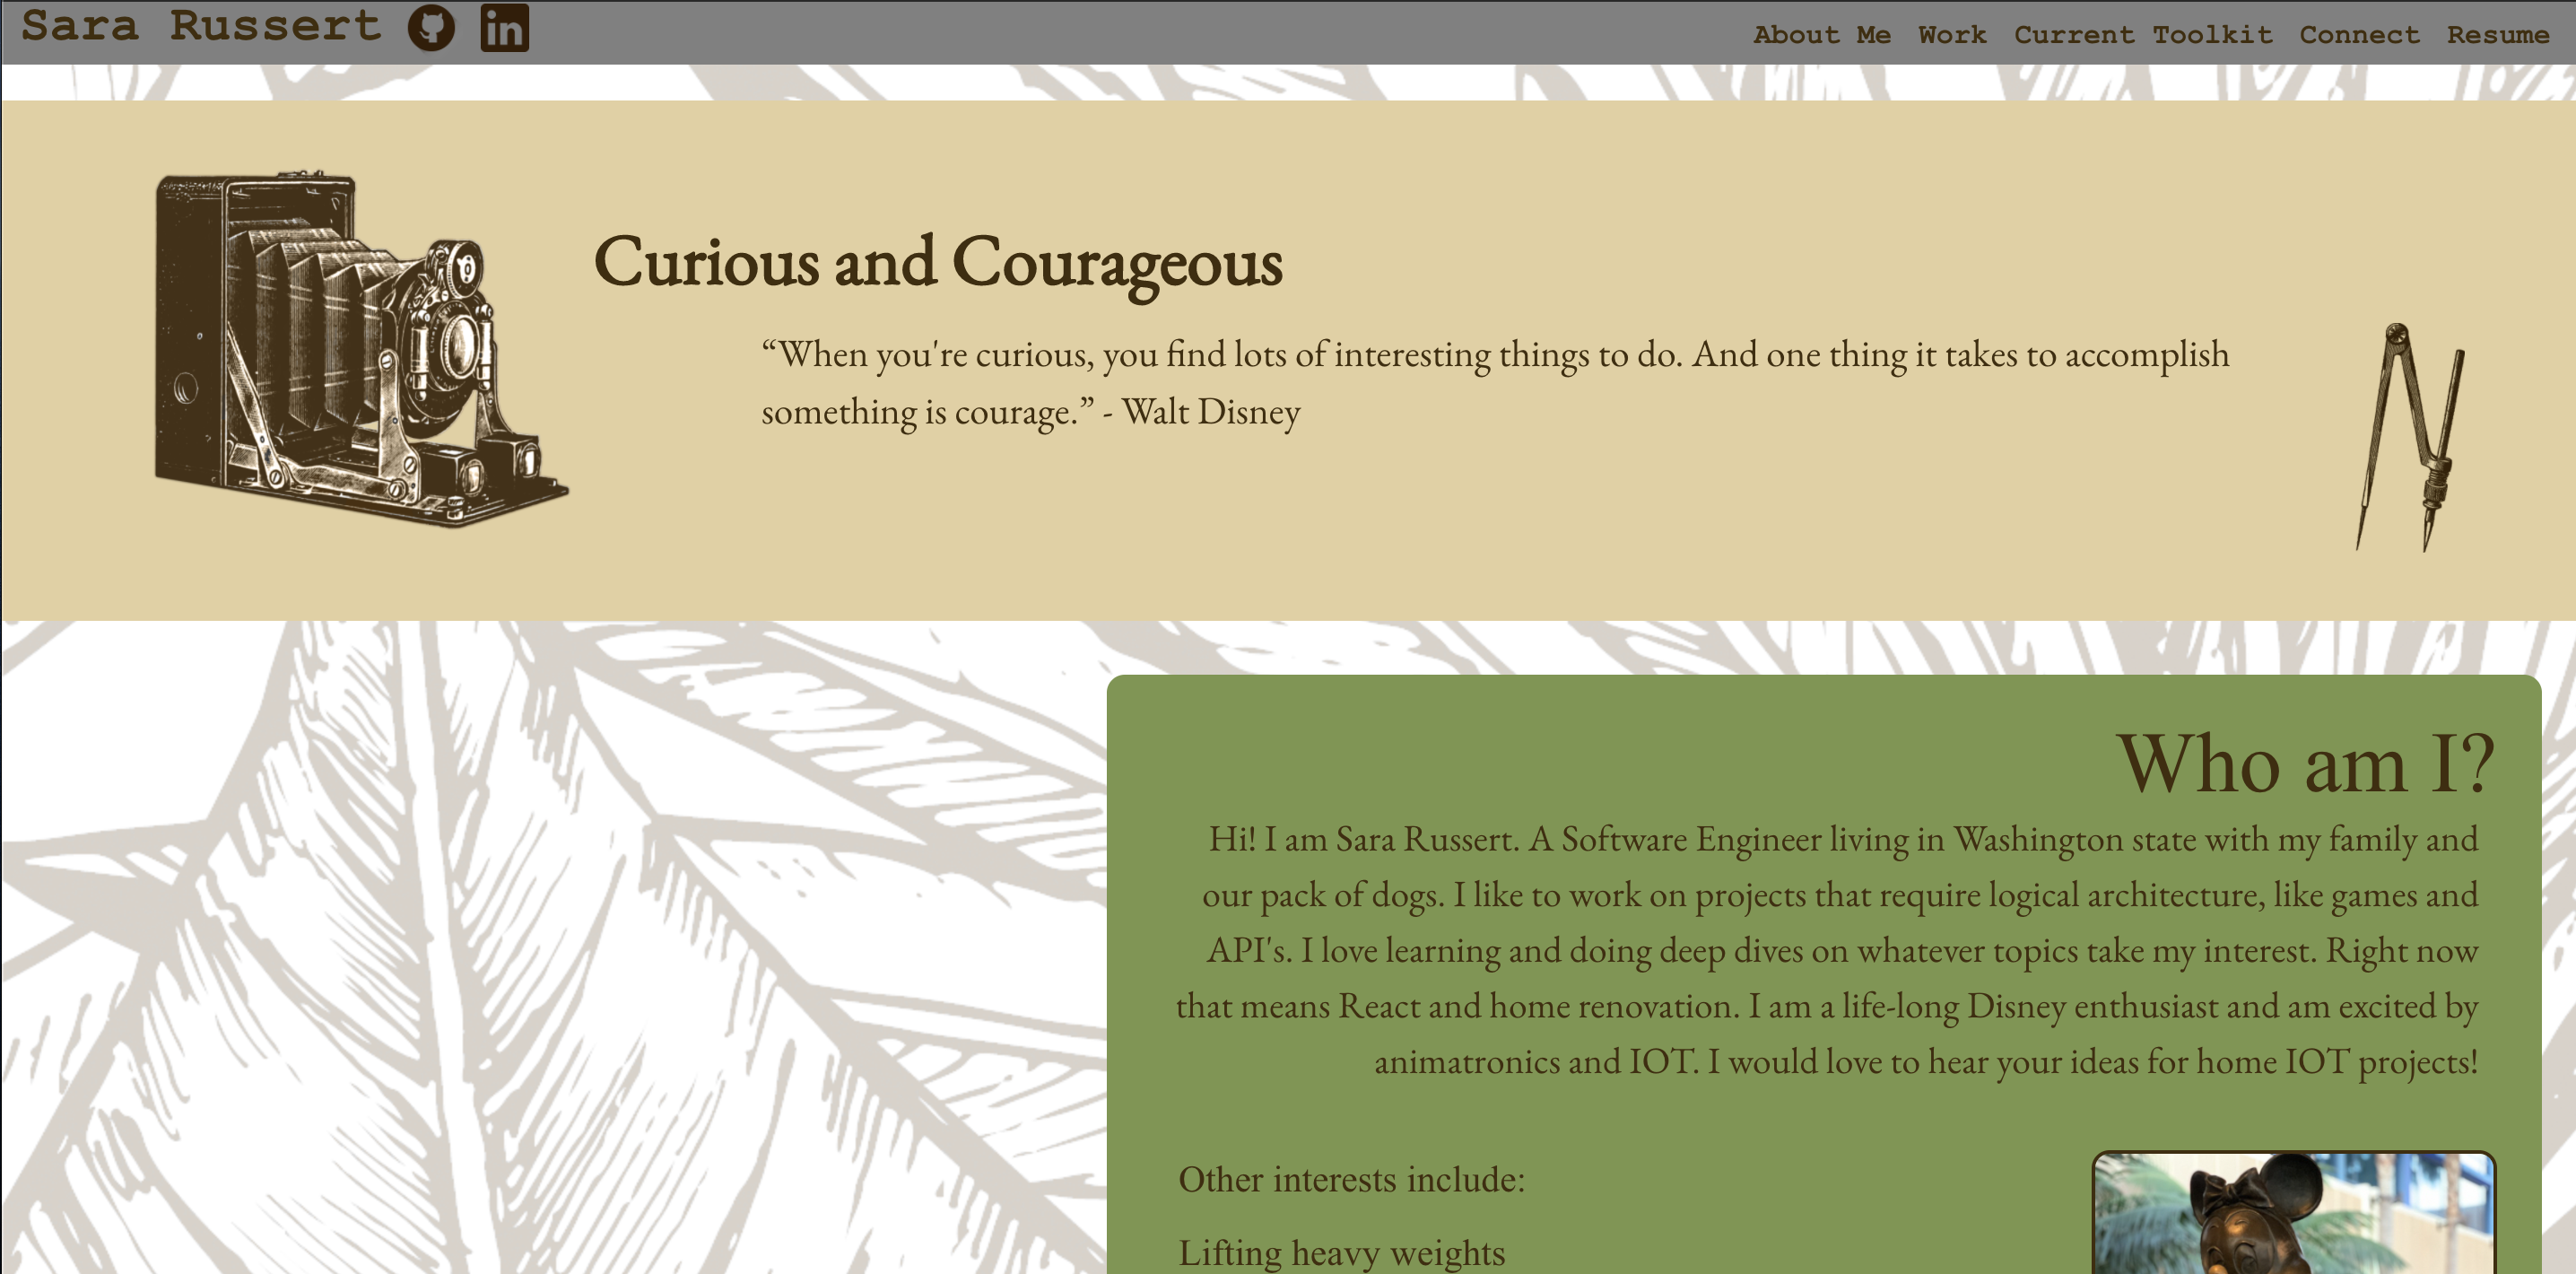 Sara Russert in
About Me Work Current Toolkit Connect Resume
Curious and Courageous
“When you're curious, you find lots of interesting things to do. And one thing it takes to accomplish
something is courage.” - Walt Disney
Who am I?
Hi! I am Sara Russert. A Software Engineer living in Washington state with my family and
our pack of dogs. I like to work on projects that require logical architecture, like games and
API's. I love learning and doing deep dives on whatever topics take my interest. Right now
that means React and home renovation. I am a life-long Disney enthusiast and am excited by
animatronics and IOT. I would love to hear your ideas for home IOT projects!
Other interests include:
Lifting heavy weights